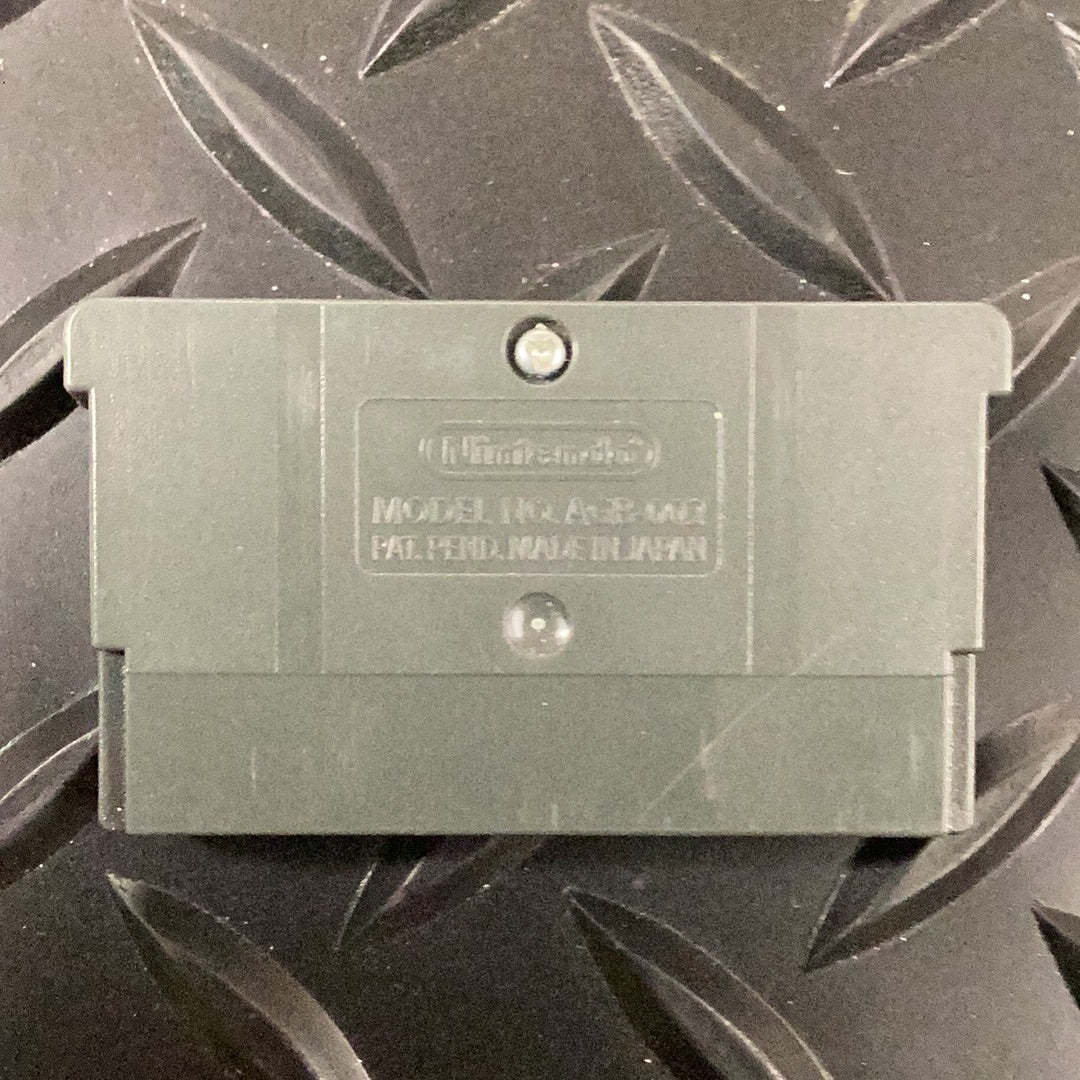 Nintendo
MODEL NO. AGB-002
PAT. PEND. MADE IN JAPAN